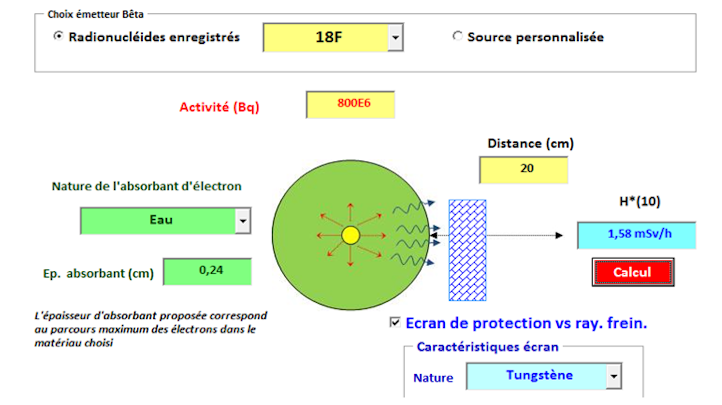 Choix émetteur Bêta
Radionucléides enregistrés
18F
Source personnalisée
Activité (Bq)
800E6
Distance (cm)
20
Nature de l'absorbant d'électron
Eau
H*(10)
1,58 mSv/h
Ep. absorbant (cm)
0,24
Calcul
L'épaisseur d'absorbant proposée correspond
au parcours maximum des électrons dans le
matériau choisi
Ecran de protection vs ray. frein.
Caractéristiques écran
Nature
Tungstène